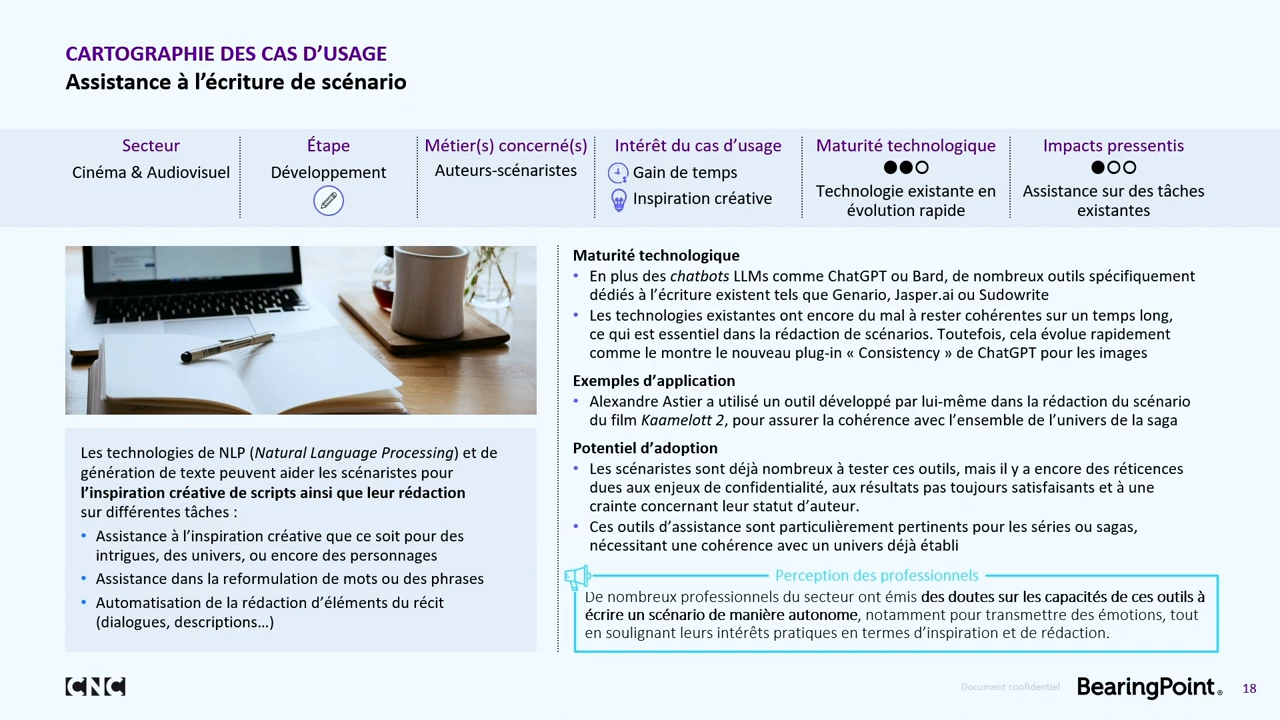 CARTOGRAPHIE DES CAS D’USAGE
Assistance à l’écriture de scénario
Secteur
Cinéma & Audiovisuel
Étape
Développement
Métier(s) concerné(s)
Auteurs-scénaristes
Intérêt du cas d’usage
Gain de temps
Inspiration créative
Maturité technologique
Technologie existante en
évolution rapide
Impacts pressentis
Assistance sur des tâches
existantes
Les technologies de NLP (Natural Language Processing) et de
génération de texte peuvent aider les scénaristes pour
l’inspiration créative de scripts ainsi que leur rédaction
sur différentes tâches :
• Assistance à l’inspiration créative que ce soit pour des
intrigues, des univers, ou encore des personnages
• Assistance dans la reformulation de mots ou des phrases
• Automatisation de la rédaction d’éléments du récit
(dialogues, descriptions…)
Maturité technologique
• En plus des chatbots LLMs comme ChatGPT ou Bard, de nombreux outils spécifiquement
dédiés à l’écriture existent tels que Genario, Jasper.ai ou Sudowrite
• Les technologies existantes ont encore du mal à rester cohérentes sur un temps long,
ce qui est essentiel dans la rédaction de scénarios. Toutefois, cela évolue rapidement
comme le montre le nouveau plug-in « Consistency » de ChatGPT pour les images
Exemples d’application
• Alexandre Astier a utilisé un outil développé par lui-même dans la rédaction du scénario
du film Kaamelott 2, pour assurer la cohérence avec l’ensemble de l’univers de la saga
Potentiel d’adoption
• Les scénaristes sont déjà nombreux à tester ces outils, mais il y a encore des réticences
dues aux enjeux de confidentialité, aux résultats pas toujours satisfaisants et à une
crainte concernant leur statut d’auteur.
• Ces outils d’assistance sont particulièrement pertinents pour les séries ou sagas,
nécessitant une cohérence avec un univers déjà établi
Perception des professionnels
De nombreux professionnels du secteur ont émis des doutes sur les capacités de ces outils à
écrire un scénario de manière autonome, notamment pour transmettre des émotions, tout
en soulignant leurs intérêts pratiques en termes d’inspiration et de rédaction.
CNC
Document confidentiel
BearingPoint®
18